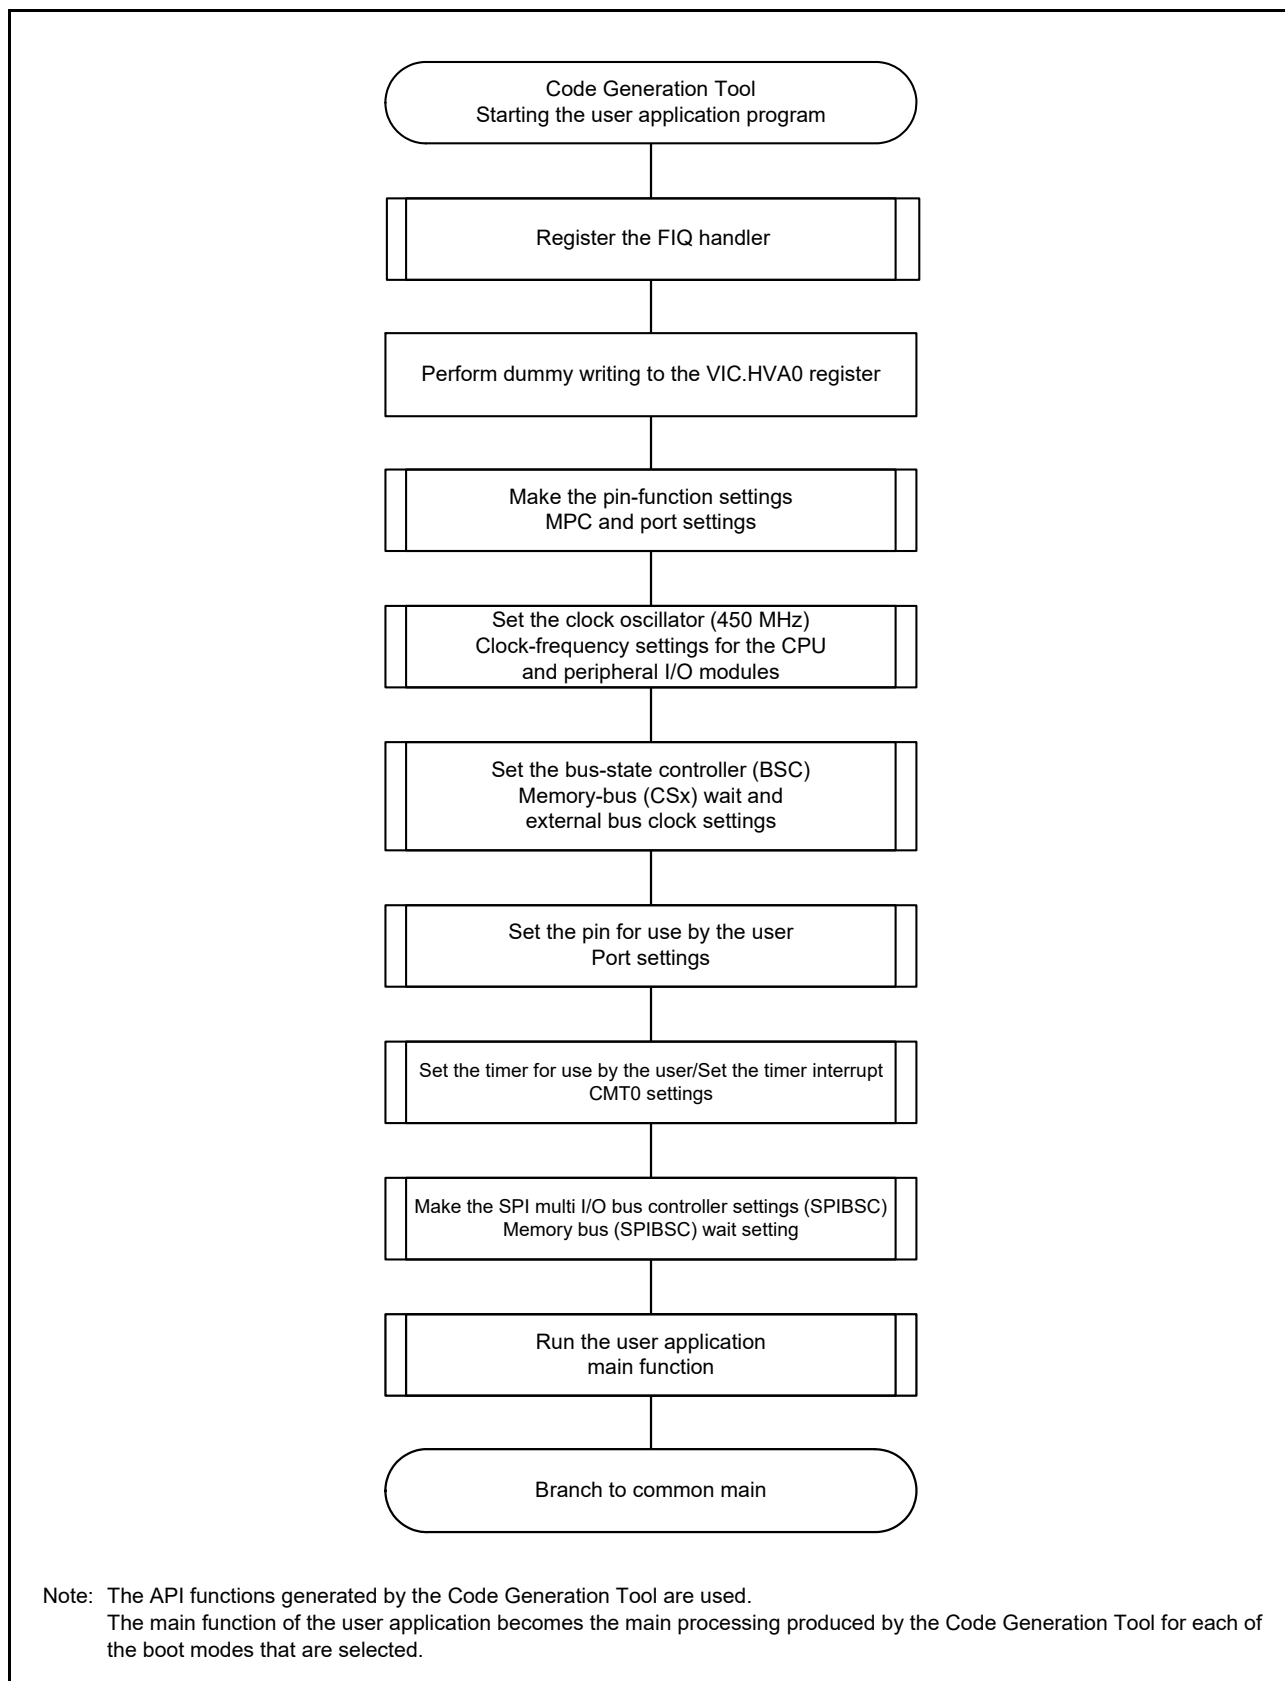 Code Generation Tool
Starting the user application program
Register the FIQ handler
Perform dummy writing to the VIC.HVA0 register
Make the pin-function settings
MPC and port settings
Set the clock oscillator (450 MHz)
Clock-frequency settings for the CPU
and peripheral I/O modules
Set the bus-state controller (BSC)
Memory-bus (CSx) wait and
external bus clock settings
Set the pin for use by the user
Port settings
Set the timer for use by the user/Set the timer interrupt
CMT0 settings
Make the SPI multi I/O bus controller settings (SPIBSC)
Memory bus (SPIBSC) wait setting
Run the user application
main function
Branch to common main
Note: The API functions generated by the Code Generation Tool are used.
The main function of the user application becomes the main processing produced by the Code Generation Tool for each of
the boot modes that are selected.